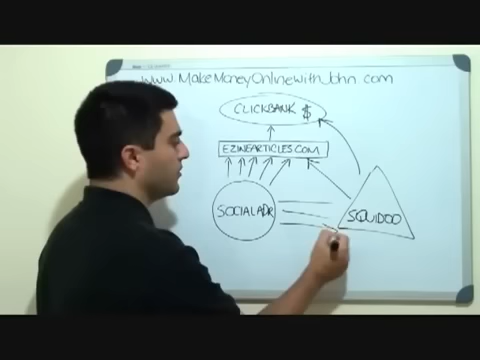 www.MakeMoneyOnlinewithJohn.com
CLICKBANK $
EZINEARTICLES.COM
SOCIALADR
SQUIDOO